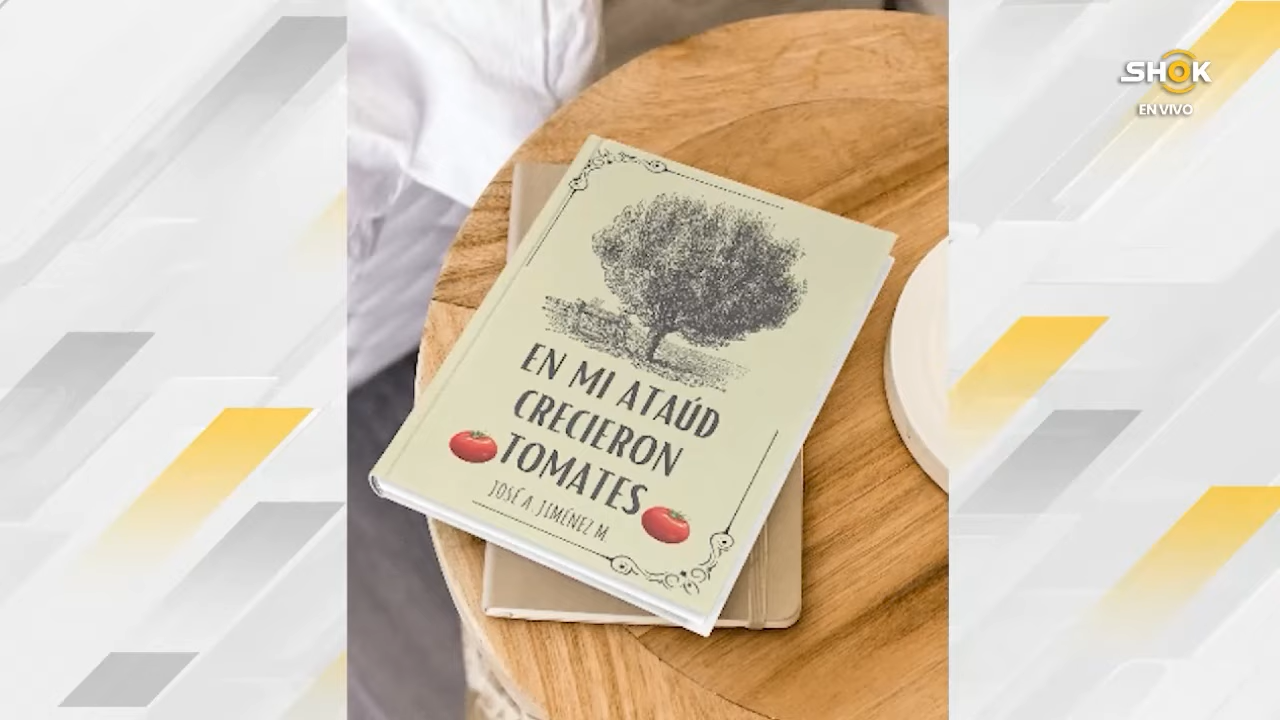 SHOK
EN VIVO
EN MI ATAÚD
CRECIERON
TOMATES
JOSÉ A. JIMÉNEZ M.